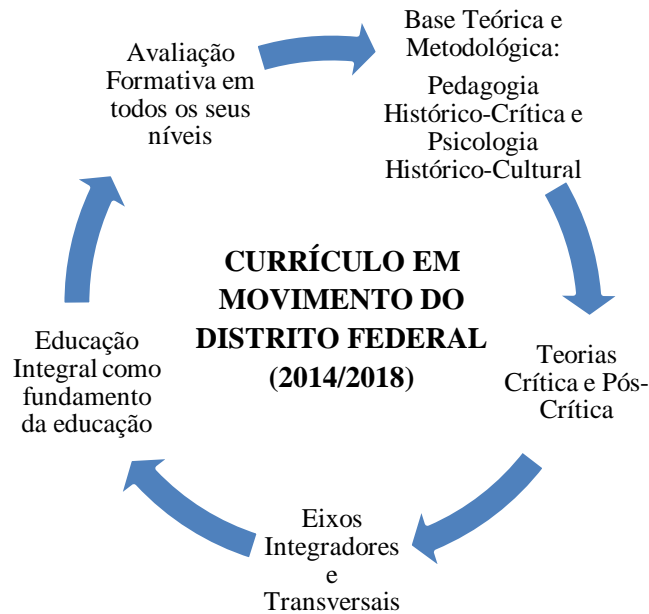 Base Teórica e
Metodológica:
Pedagogia
Histórico-Crítica e
Psicologia
Histórico-Cultural
Teorias
Crítica e Pós-
Crítica
Eixos
Integradores
e
Transversais
Educação
Integral como
fundamento
da educação
Avaliação
Formativa em
todos os seus
níveis
CURRÍCULO EM
MOVIMENTO DO
DISTRITO FEDERAL
(2014/2018)